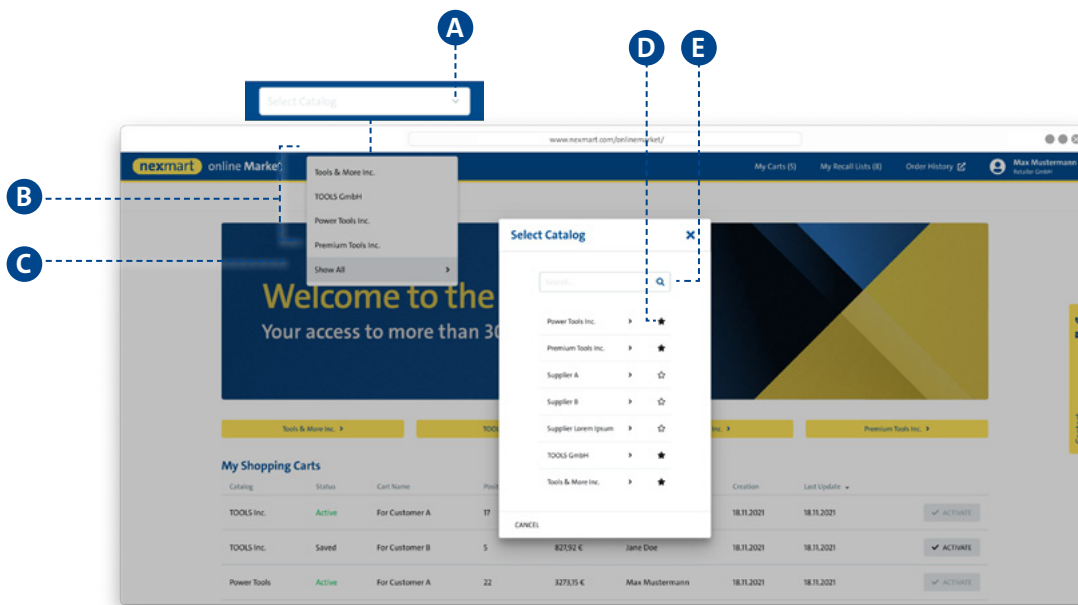 A
D E
Select Catalog
www.nexmart.com/onlinemarket/
nexmart online Marke
My Carts (5) My Recall Lists (8) Order History Max Mustermann
Retailer GmbH
B
C
Tools & More Inc.
TOOLS GmbH
Power Tools Inc.
Premium Tools Inc.
Show All
Select Catalog
Search...
Power Tools Inc.
Premium Tools Inc.
Supplier A
Supplier B
Supplier Lorem Ipsum
TOOLS GmbH
Tools & More Inc.
CANCEL
Welcome to the
Your access to more than 30
Tools & More Inc. TOO nc. Premium Tools Inc.
My Shopping Carts
Catalog Status Cart Name Posit Creation Last Update
TOOLS Inc. Active For Customer A 17 18.11.2021 18.11.2021 ACTIVATE
TOOLS Inc. Saved For Customer B 5 827,92 € Jane Doe 18.11.2021 18.11.2021 ACTIVATE
Power Tools Active For Customer A 22 3273,15 € Max Mustermann 18.11.2021 18.11.2021 ACTIVATE